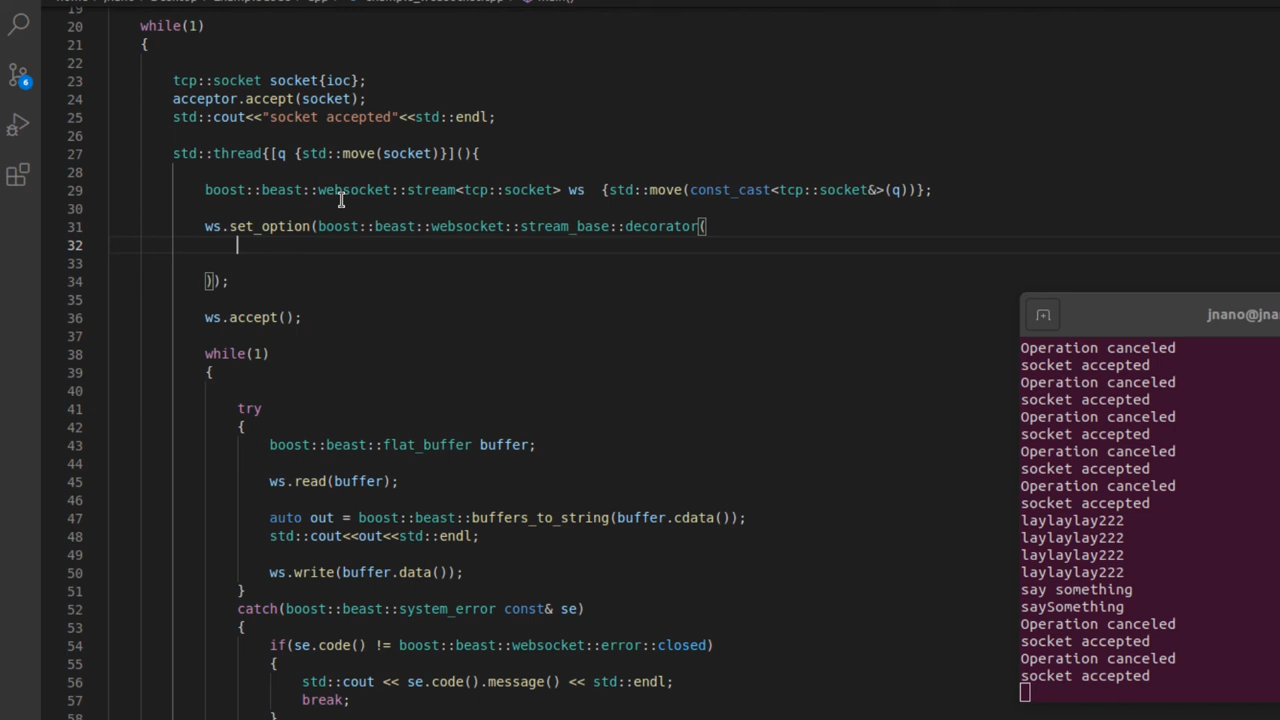 19
20 while(1)
21 {
22
23 tcp::socket socket{ioc};
24 acceptor.accept(socket);
25 std::cout<<"socket accepted"<<std::endl;
26
27 std::thread{[q {std::move(socket)}](){
28
29 boost::beast::websocket::stream<tcp::socket> ws  {std::move(const_cast<tcp::socket&>(q))};
30
31 ws.set_option(boost::beast::websocket::stream_base::decorator(
32
33
34 ));
35
36 ws.accept();
37
38 while(1)
39 {
40
41 try
42 {
43 boost::beast::flat_buffer buffer;
44
45 ws.read(buffer);
46
47 auto out = boost::beast::buffers_to_string(buffer.cdata());
48 std::cout<<out<<std::endl;
49
50 ws.write(buffer.data());
51 }
52 catch(boost::beast::system_error const& se)
53 {
54 if(se.code() != boost::beast::websocket::error::closed)
55 {
56 std::cout << se.code().message() << std::endl;
57 break;
58 }
6
jnano@jna
Operation canceled
socket accepted
Operation canceled
socket accepted
Operation canceled
socket accepted
Operation canceled
socket accepted
Operation canceled
socket accepted
laylaylay222
laylaylay222
laylaylay222
laylaylay222
say something
saySomething
Operation canceled
socket accepted
Operation canceled
socket accepted